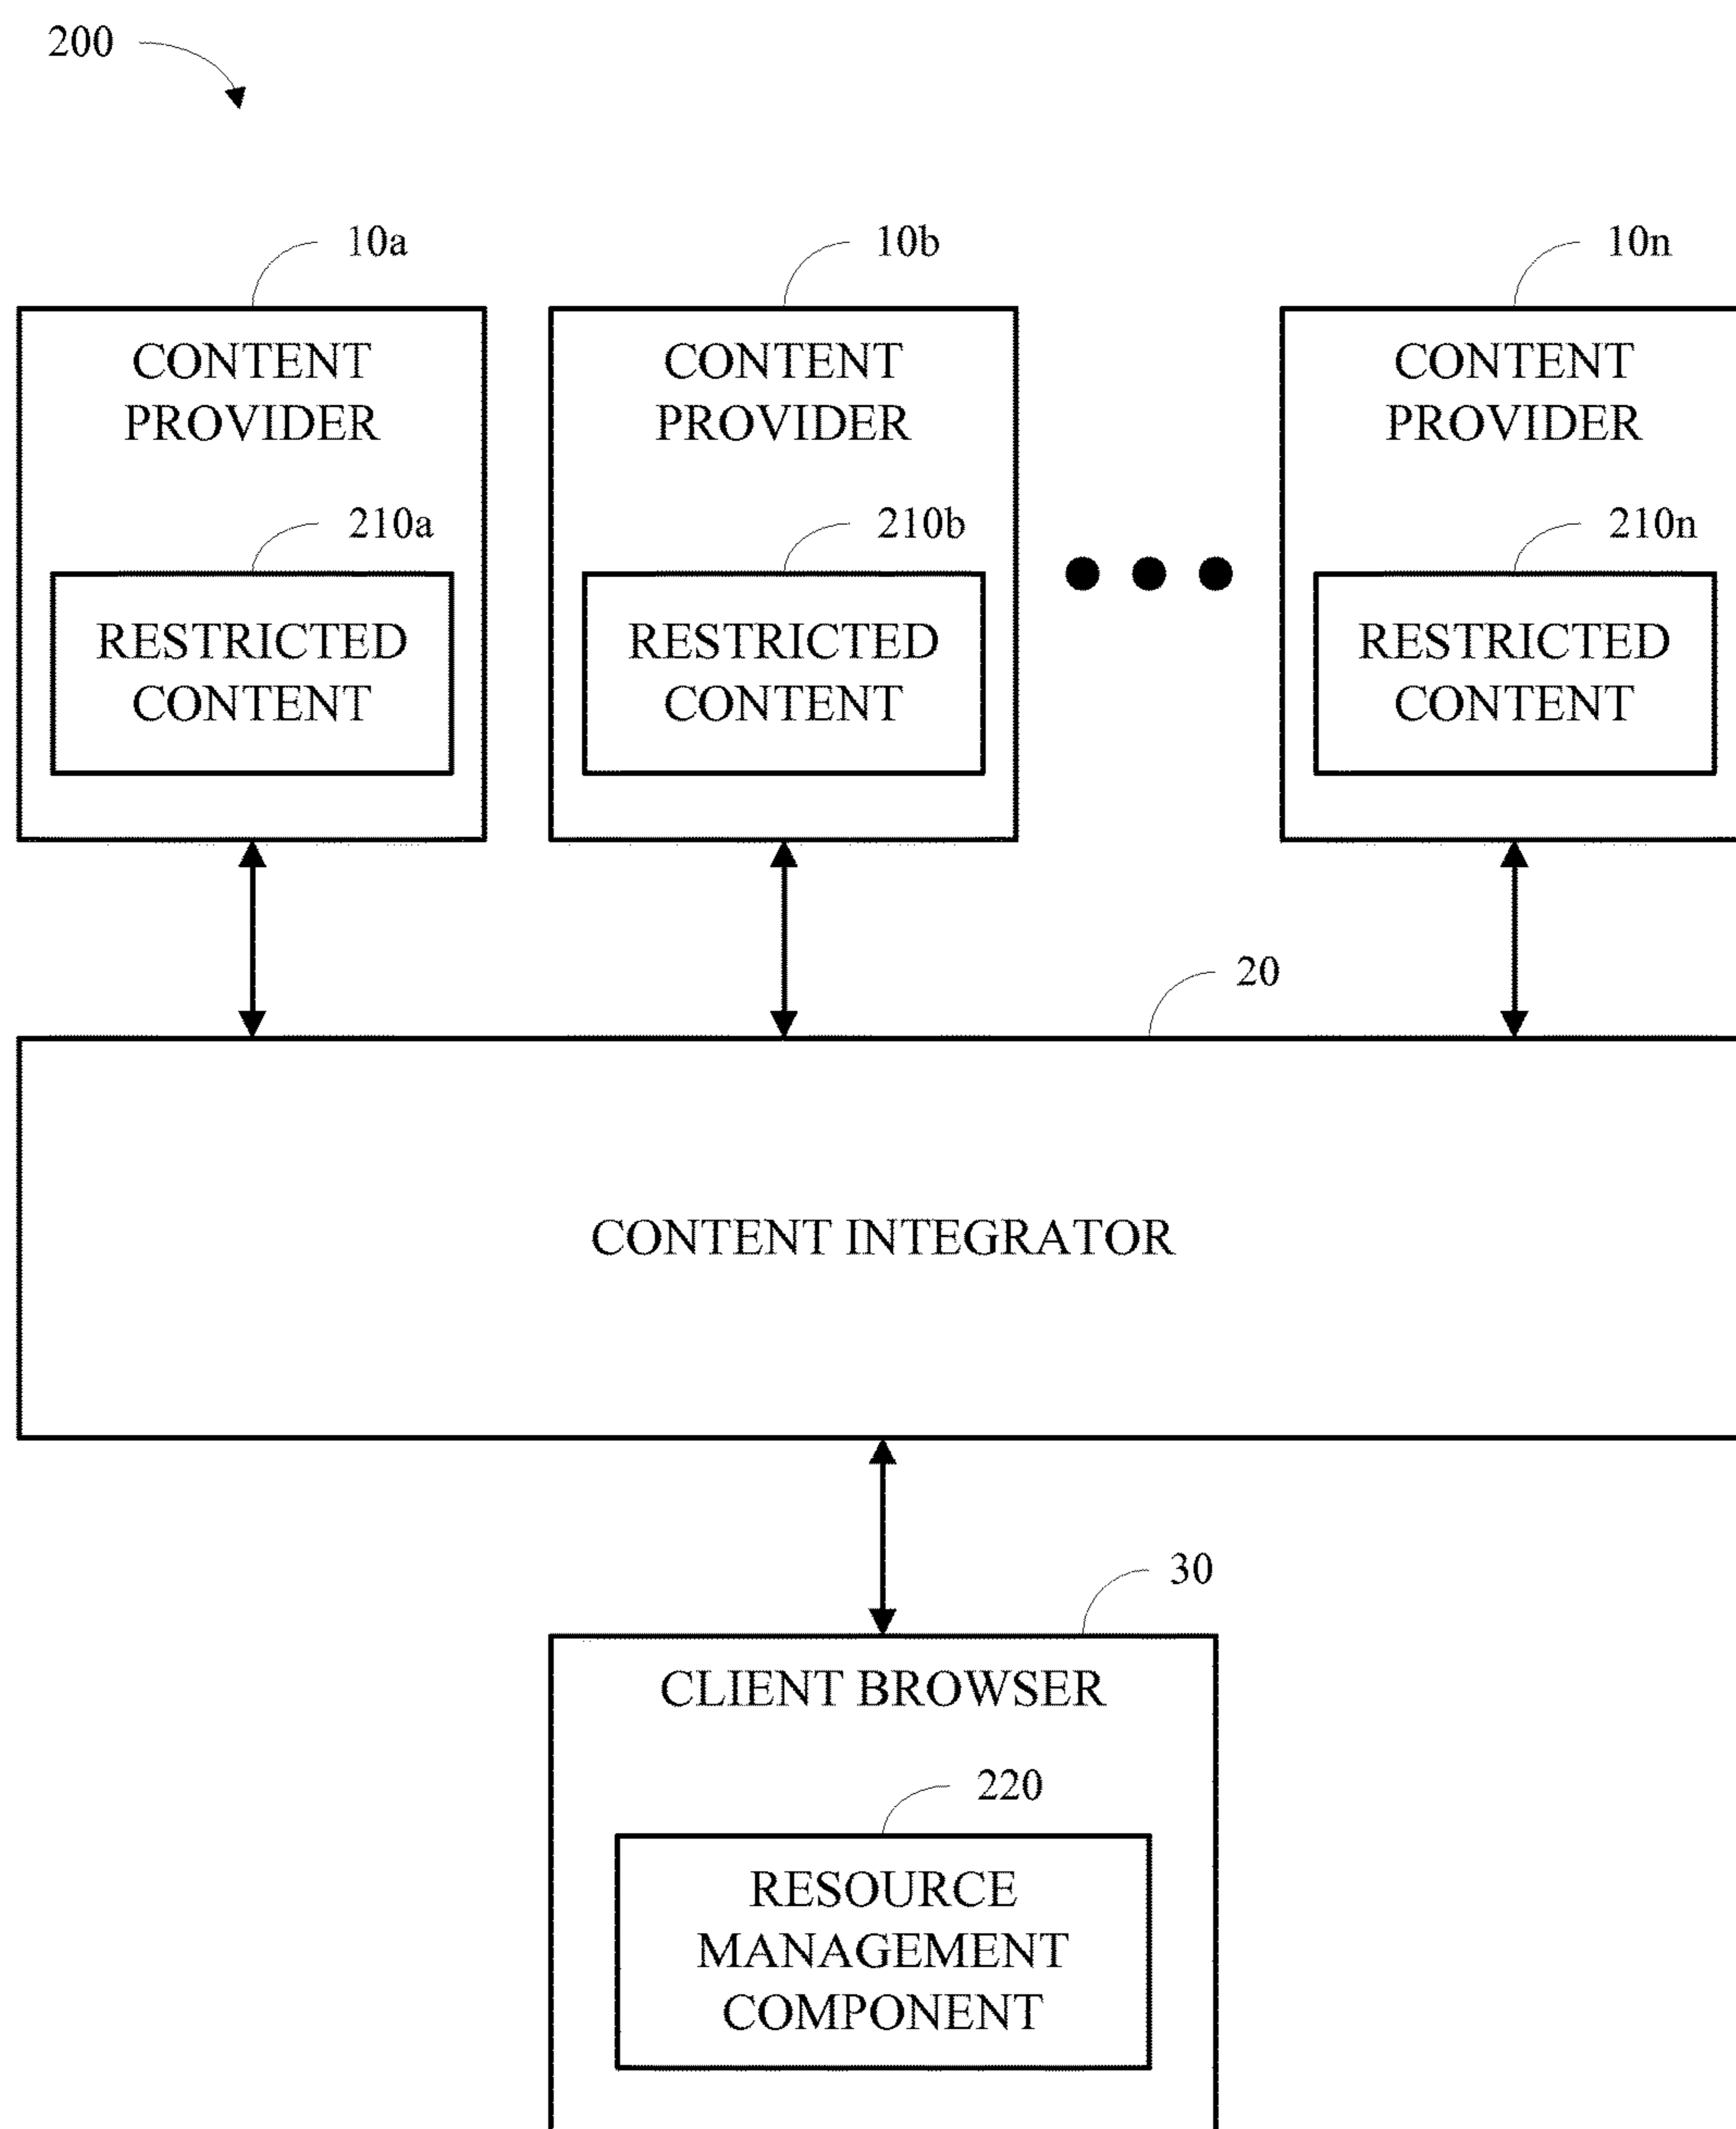 200
10a
10b
10n
CONTENT
PROVIDER
CONTENT
PROVIDER
CONTENT
PROVIDER
210a
210b
210n
RESTRICTED
CONTENT
RESTRICTED
CONTENT
RESTRICTED
CONTENT
20
CONTENT INTEGRATOR
30
CLIENT BROWSER
220
RESOURCE
MANAGEMENT
COMPONENT